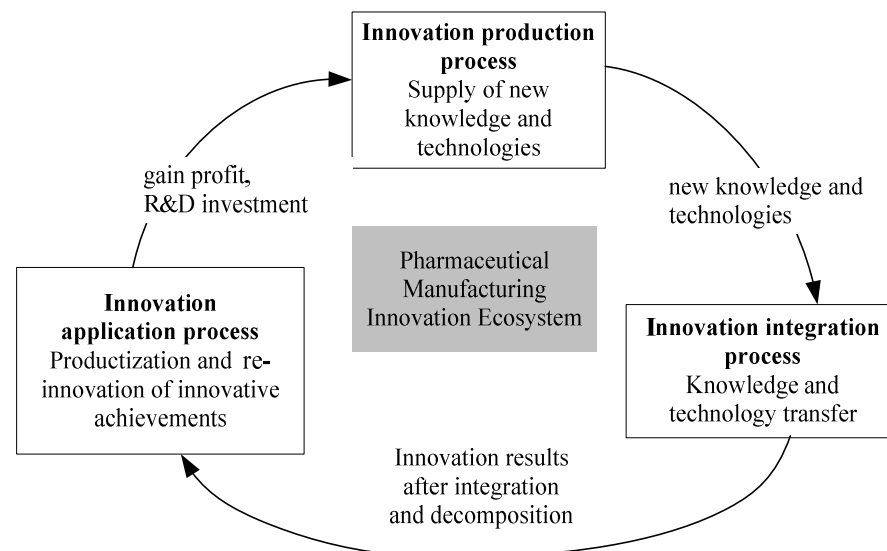 Innovation production
process
Supply of new
knowledge and
technologies
gain profit,
R&D investment
new knowledge and
technologies
Pharmaceutical
Manufacturing
Innovation Ecosystem
Innovation
application process
Productization and re-
innovation of innovative
achievements
Innovation integration
process
Knowledge and
technology transfer
Innovation results
after integration
and decomposition